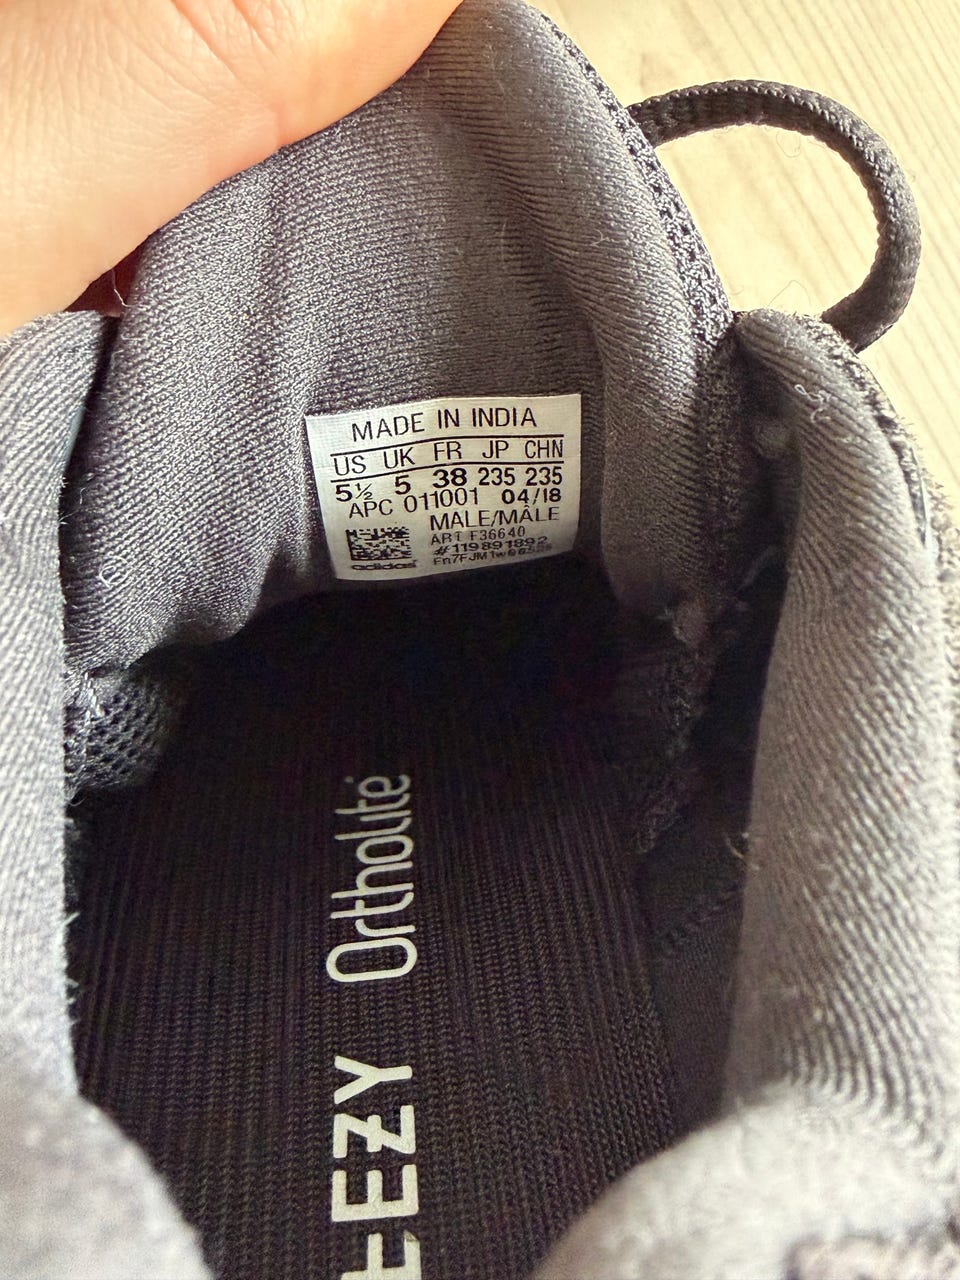 MADE IN INDIA
US UK FR JP CHN
5½ 5 38 235 235
APC 011001 04/18
MALE/MÂLE
ART F36640
#119891892
adidas
Ortholite
EEZY